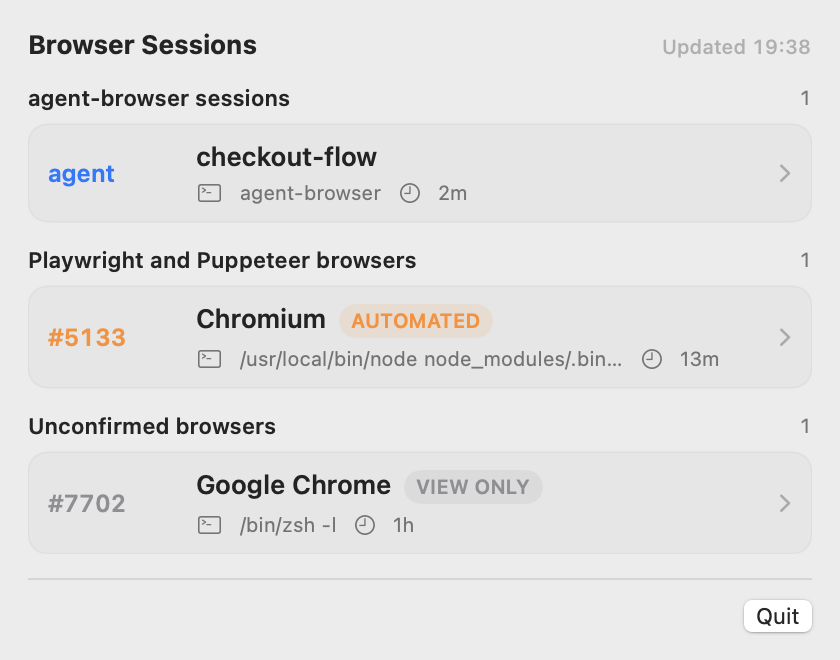 Browser Sessions
Updated 19:38
agent-browser sessions
1
agent
checkout-flow
agent-browser 2m
Playwright and Puppeteer browsers
1
#5133
Chromium AUTOMATED
/usr/local/bin/node node_modules/.bin... 13m
Unconfirmed browsers
1
#7702
Google Chrome VIEW ONLY
/bin/zsh -l 1h
Quit